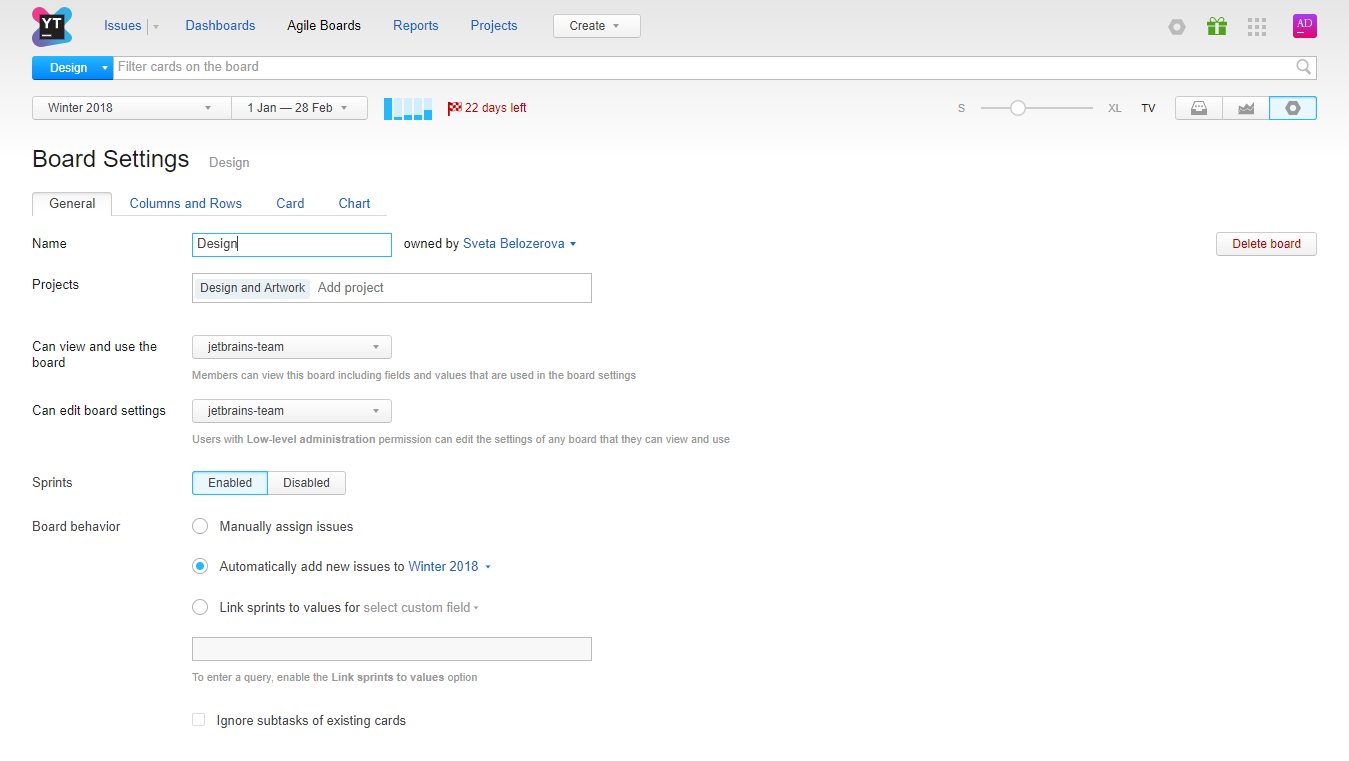 YT Issues Dashboards Agile Boards Reports Projects Create AD
Design Filter cards on the board
Winter 2018 1 Jan — 28 Feb 22 days left S XL TV
Board Settings Design
General Columns and Rows Card Chart
Name Design owned by Sveta Belozerova Delete board
Projects Design and Artwork Add project
Can view and use the
board
jetbrains-team
Members can view this board including fields and values that are used in the board settings
Can edit board settings jetbrains-team
Users with Low-level administration permission can edit the settings of any board that they can view and use
Sprints Enabled Disabled
Board behavior Manually assign issues
Automatically add new issues to Winter 2018
Link sprints to values for select custom field
To enter a query, enable the Link sprints to values option
Ignore subtasks of existing cards